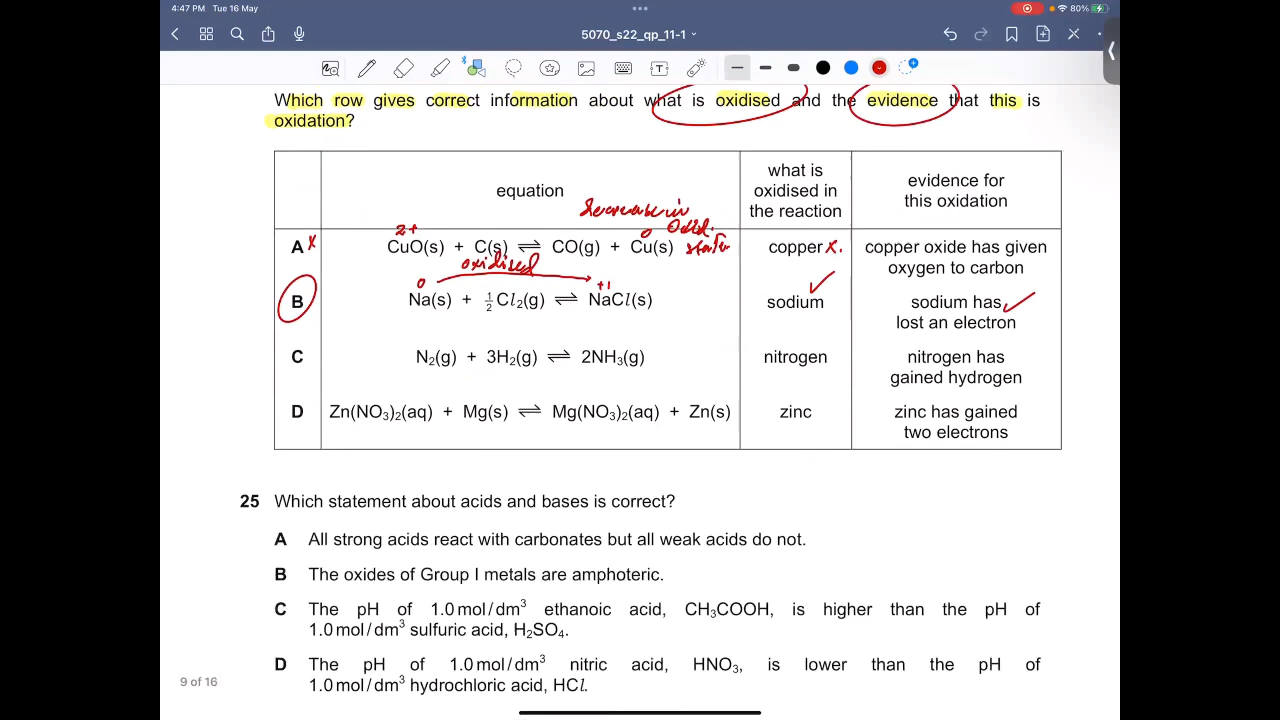 4:47 PM Tue 16 May
80%
5070_s22_qp_11-1
Which row gives correct information about what is oxidised and the evidence that this is
oxidation?
equation
what is
oxidised in
the reaction
evidence for
this oxidation
decrease in
oxid.
state
2+
0
A x
CuO(s) + C(s) ⇌ CO(g) + Cu(s)
copper x.
copper oxide has given
oxygen to carbon
oxidised
0
+1
B
Na(s) + ½Cl₂(g) ⇌ NaCl(s)
sodium ✓
sodium has ✓
lost an electron
C
N₂(g) + 3H₂(g) ⇌ 2NH₃(g)
nitrogen
nitrogen has
gained hydrogen
D
Zn(NO₃)₂(aq) + Mg(s) ⇌ Mg(NO₃)₂(aq) + Zn(s)
zinc
zinc has gained
two electrons
25 Which statement about acids and bases is correct?
A All strong acids react with carbonates but all weak acids do not.
B The oxides of Group I metals are amphoteric.
C The pH of 1.0 mol/dm³ ethanoic acid, CH₃COOH, is higher than the pH of
1.0 mol/dm³ sulfuric acid, H₂SO₄.
D The pH of 1.0 mol/dm³ nitric acid, HNO₃, is lower than the pH of
1.0 mol/dm³ hydrochloric acid, HCl.
9 of 16